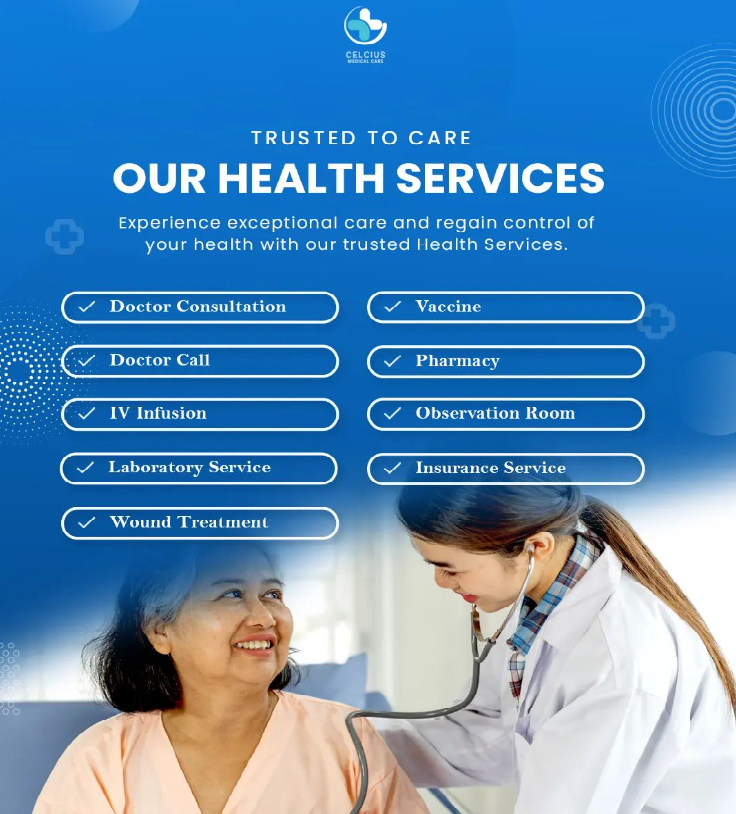 CELCIUS
MEDICAL CARE
TRUSTED TO CARE
OUR HEALTH SERVICES
Experience exceptional care and regain control of
your health with our trusted Health Services.
Doctor Consultation
Doctor Call
IV Infusion
Laboratory Service
Wound Treatment
Vaccine
Pharmacy
Observation Room
Insurance Service